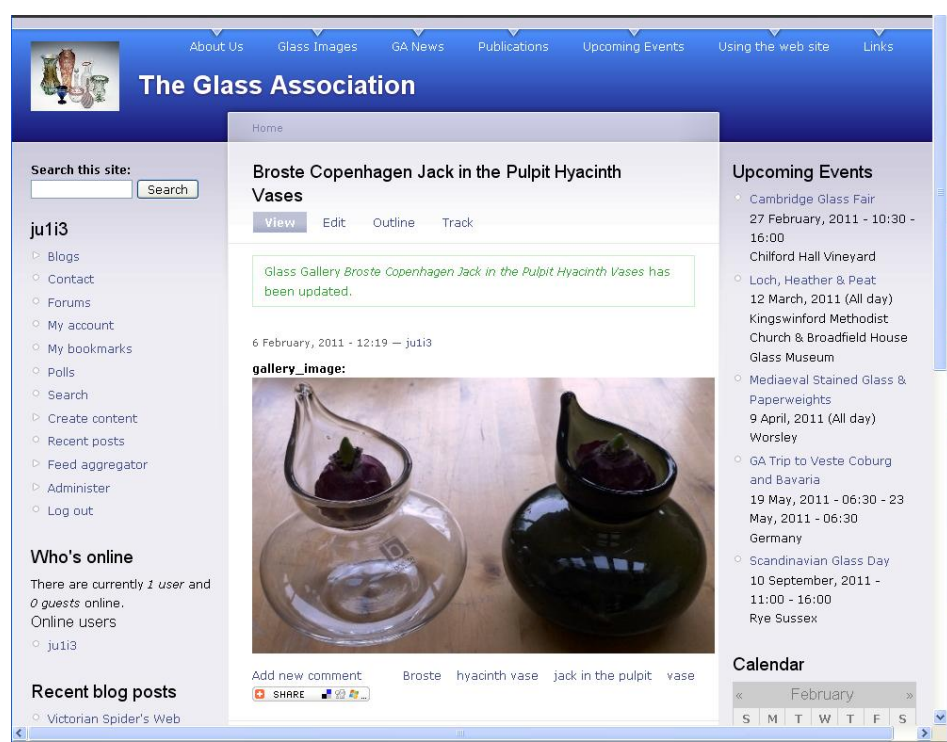 About Us Glass Images GA News Publications Upcoming Events Using the web site Links
The Glass Association
Home
Search this site:
Search
ju1i3
Blogs
Contact
Forums
My account
My bookmarks
Polls
Search
Create content
Recent posts
Feed aggregator
Administer
Log out
Who's online
There are currently 1 user and
0 guests online.
Online users
ju1i3
Recent blog posts
Victorian Spider's Web
Broste Copenhagen Jack in the Pulpit Hyacinth
Vases
View Edit Outline Track
Glass Gallery Broste Copenhagen Jack in the Pulpit Hyacinth Vases has
been updated.
6 February, 2011 - 12:19 — ju1i3
gallery_image:
Add new comment Broste hyacinth vase jack in the pulpit vase
SHARE
Upcoming Events
Cambridge Glass Fair
27 February, 2011 - 10:30 -
16:00
Chilford Hall Vineyard
Loch, Heather & Peat
12 March, 2011 (All day)
Kingswinford Methodist
Church & Broadfield House
Glass Museum
Mediaeval Stained Glass &
Paperweights
9 April, 2011 (All day)
Worsley
GA Trip to Veste Coburg
and Bavaria
19 May, 2011 - 06:30 - 23
May, 2011 - 06:30
Germany
Scandinavian Glass Day
10 September, 2011 -
11:00 - 16:00
Rye Sussex
Calendar
« February »
S M T W T F S